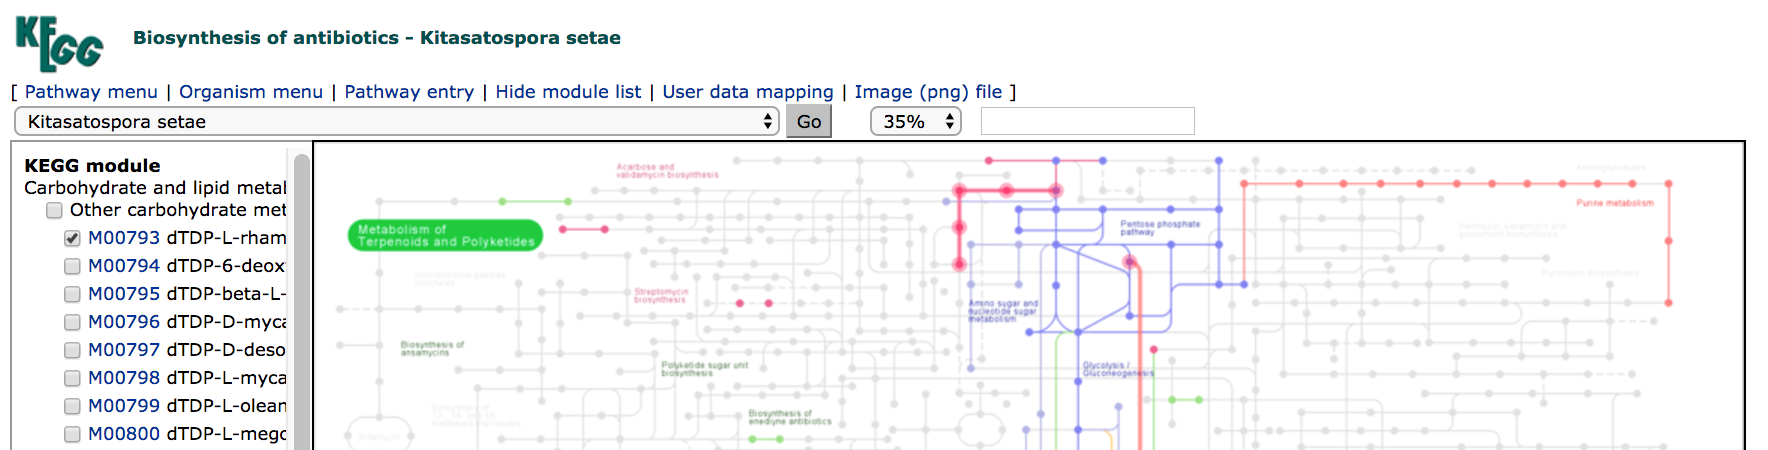 KEGG
Biosynthesis of antibiotics - Kitasatospora setae
[ Pathway menu | Organism menu | Pathway entry | Hide module list | User data mapping | Image (png) file ]
Kitasatospora setae
Go
35%
KEGG module
Carbohydrate and lipid metal
Other carbohydrate met
M00793 dTDP-L-rham
M00794 dTDP-6-deox
M00795 dTDP-beta-L-
M00796 dTDP-D-myca
M00797 dTDP-D-deso
M00798 dTDP-L-myca
M00799 dTDP-L-olean
M00800 dTDP-L-mega
Acarbose and
validamycin biosynthesis
Metabolism of
Terpenoids and Polyketides
Pentose phosphate
pathway
Purine metabolism
Streptomycin
biosynthesis
Amino sugar and
nucleotide sugar
metabolism
Biosynthesis of
ansamycins
Polyketide sugar unit
biosynthesis
Glycolysis /
Gluconeogenesis
Biosynthesis of
enediyne antibiotics